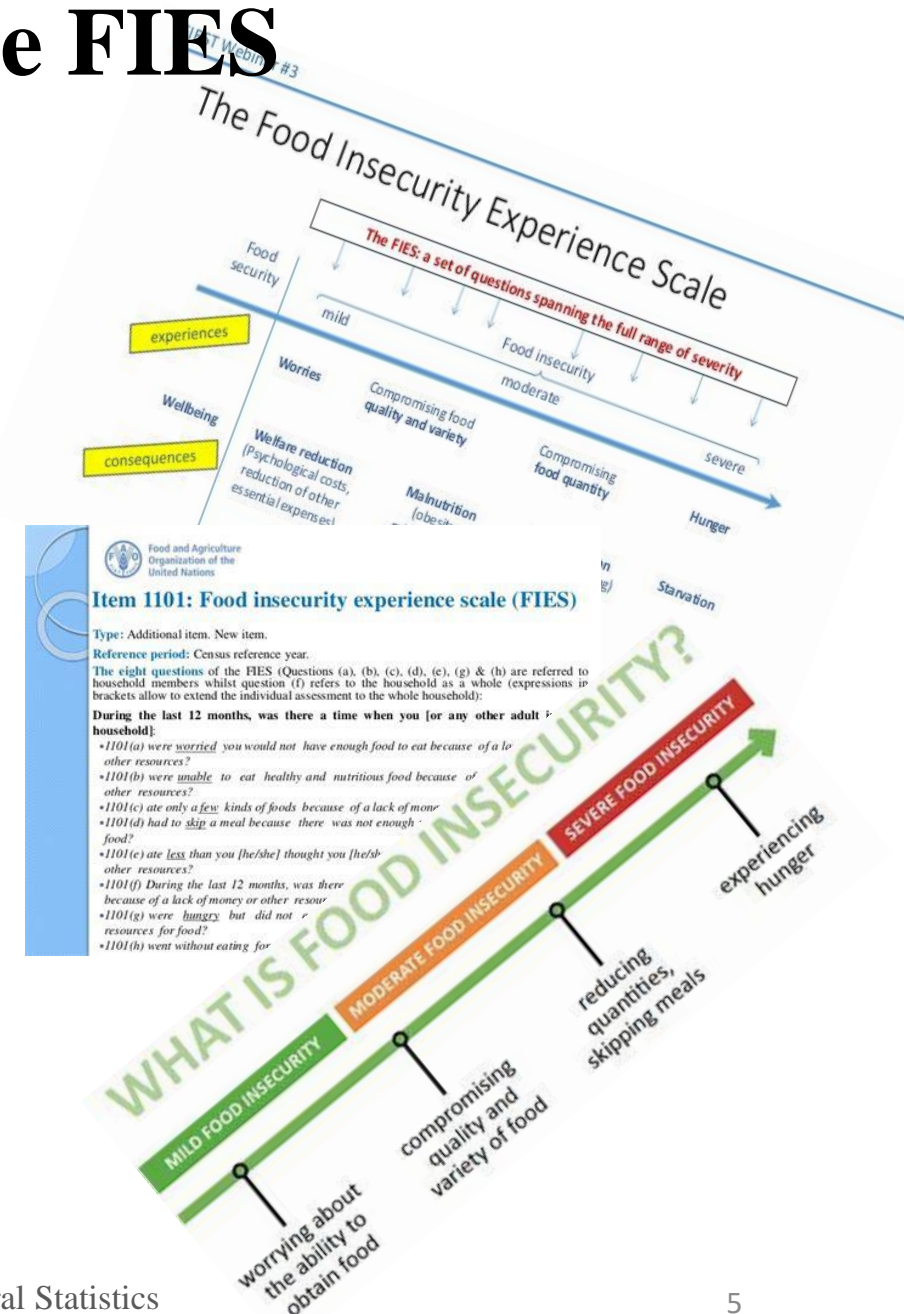 e FIES
FIRST Webinar #3
The Food Insecurity Experience Scale
The FIES: a set of questions spanning the full range of severity
Food
security
mild
Food insecurity
moderate
severe
experiences
Worries
Compromising food
quality and variety
Compromising
food quantity
Hunger
Wellbeing
consequences
Welfare reduction
(Psychological costs,
reduction of other
essential expenses)
Malnutrition
Starvation
Food and Agriculture
Organization of the
United Nations
Item 1101: Food insecurity experience scale (FIES)
Type: Additional item. New item.
Reference period: Census reference year.
The eight questions of the FIES (Questions (a), (b), (c), (d), (e), (g) & (h) are referred to
household members whilst question (f) refers to the household as a whole (expressions in
brackets allow to extend the individual assessment to the whole household):
During the last 12 months, was there a time when you [or any other adult
household]:
•1101(a) were worried you would not have enough food to eat because of a
other resources?
•1101(b) were unable to eat healthy and nutritious food because of
other resources?
•1101(c) ate only a few kinds of foods because of a lack of
•1101(d) had to skip a meal because there was not enough
food?
•1101(e) ate less than you [he/she] thought you
other resources?
•1101(f) During the last 12 months, was there
because of a lack of money or other
•1101(g) were hungry but did not
resources for food?
•1101(h) went without eating for
WHAT IS FOOD INSECURITY?
MILD FOOD INSECURITY
MODERATE FOOD INSECURITY
SEVERE FOOD INSECURITY
worrying about
the ability to
obtain food
compromising
quality and
variety of food
reducing
quantities,
skipping meals
experiencing
hunger
al Statistics
5